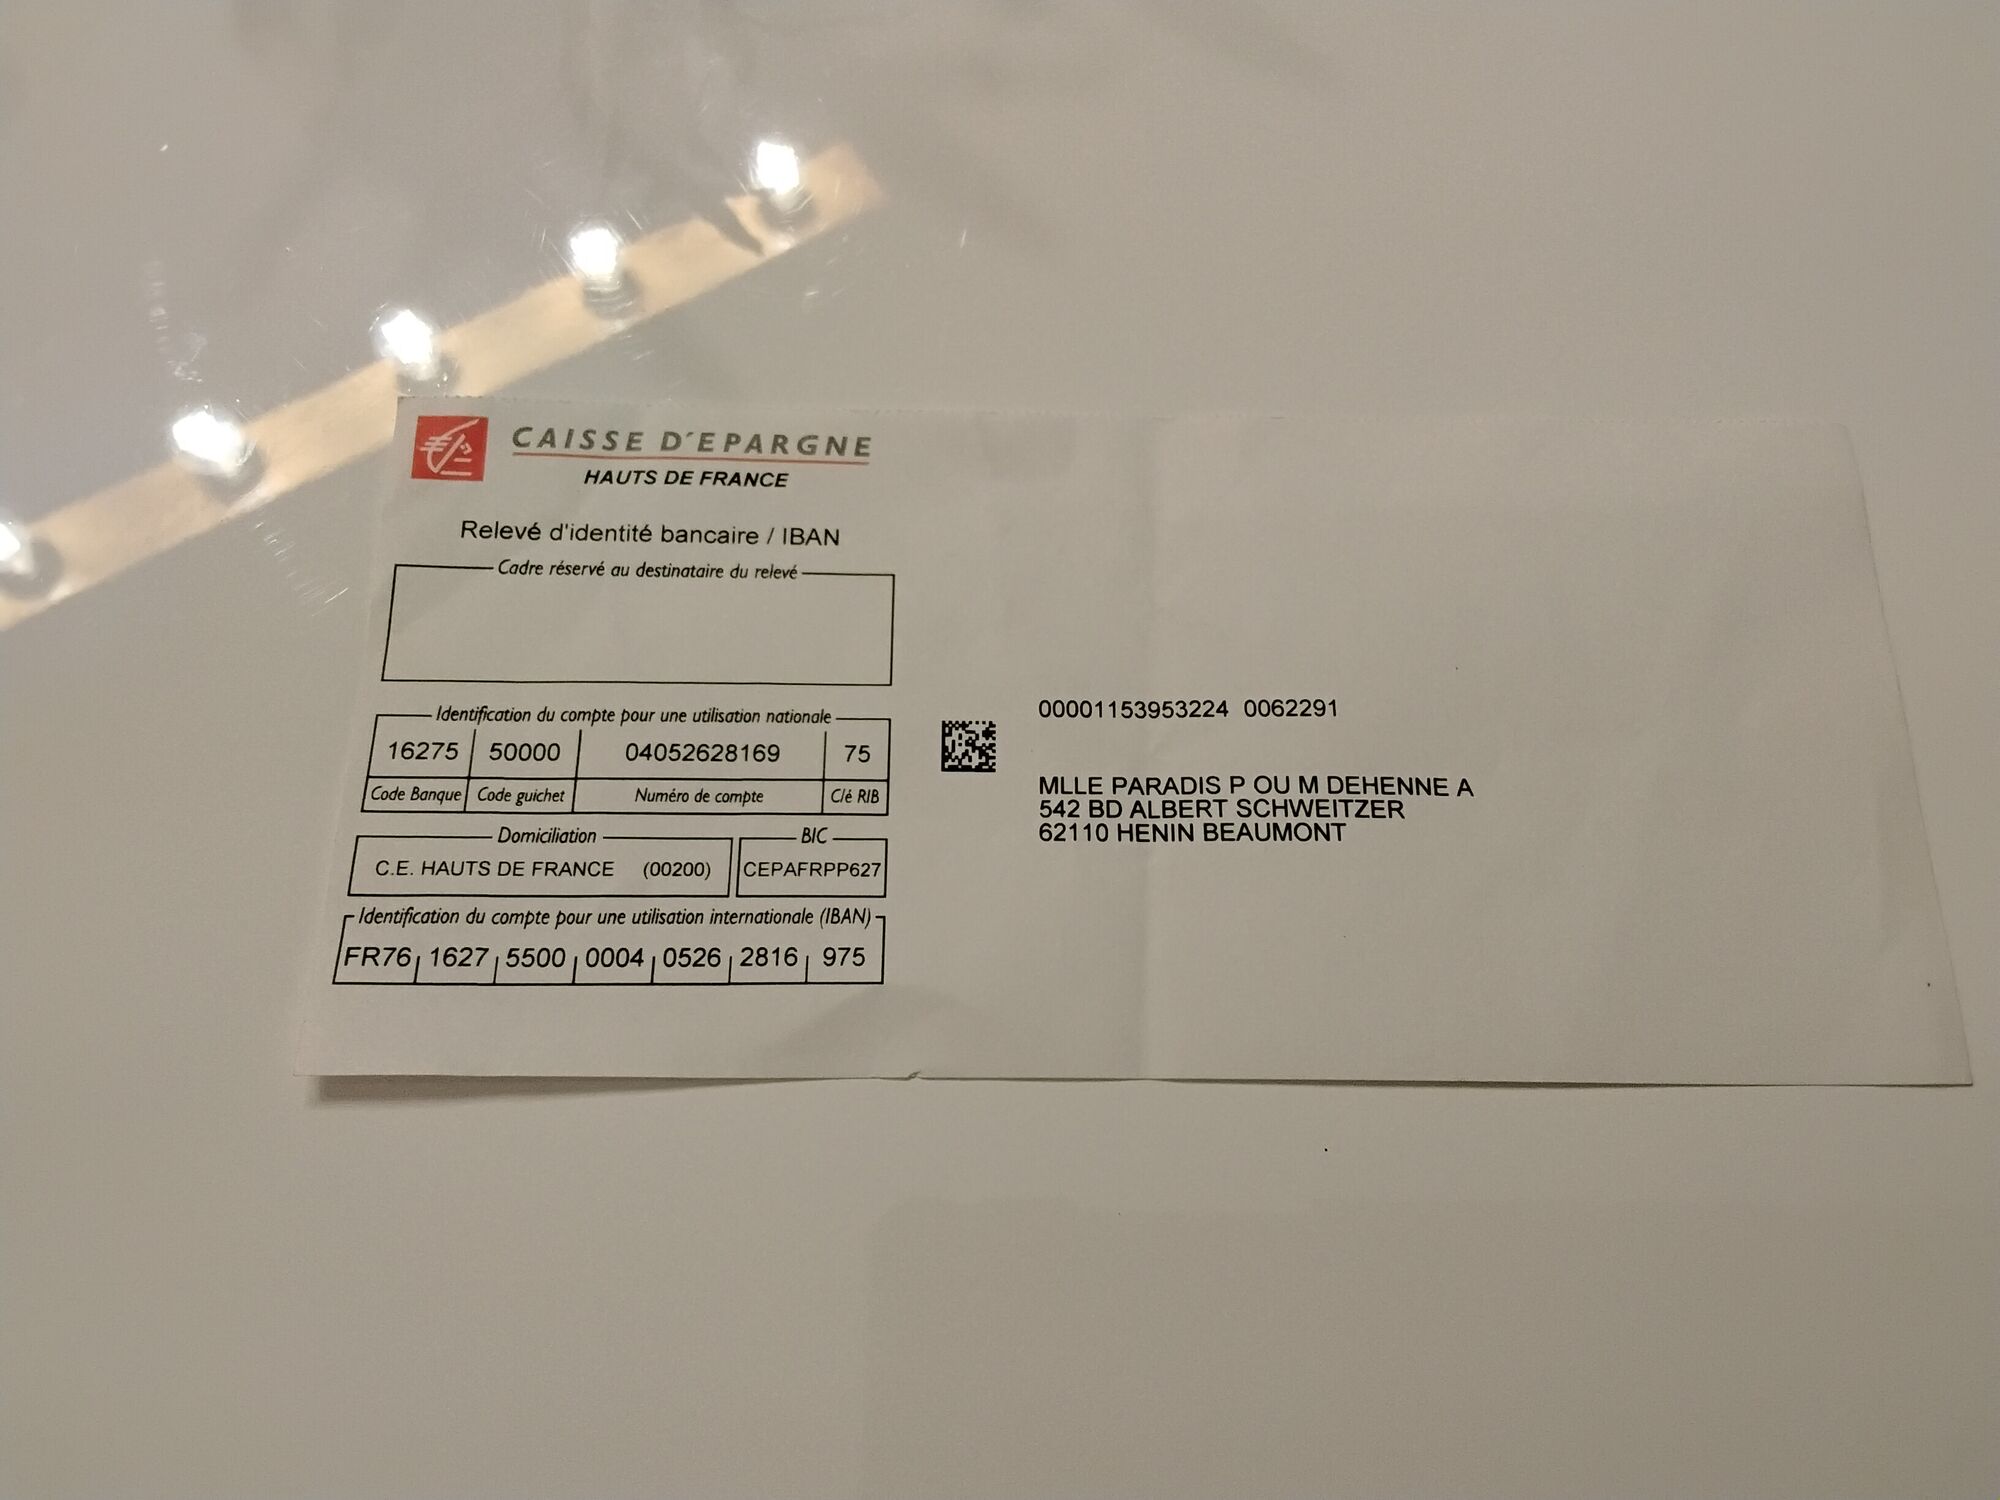 CAISSE D'EPARGNE
HAUTS DE FRANCE
Relevé d'identité bancaire / IBAN
Cadre réservé au destinataire du relevé
Identification du compte pour une utilisation nationale
16275 50000 04052628169 75
Code Banque Code guichet Numéro de compte Clé RIB
Domiciliation BIC
C.E. HAUTS DE FRANCE (00200) CEPAFRPP627
Identification du compte pour une utilisation internationale (IBAN)
FR76 1627 5500 0004 0526 2816 975
00001153953224 0062291
MLLE PARADIS P OU M DEHENNE A
542 BD ALBERT SCHWEITZER
62110 HENIN BEAUMONT